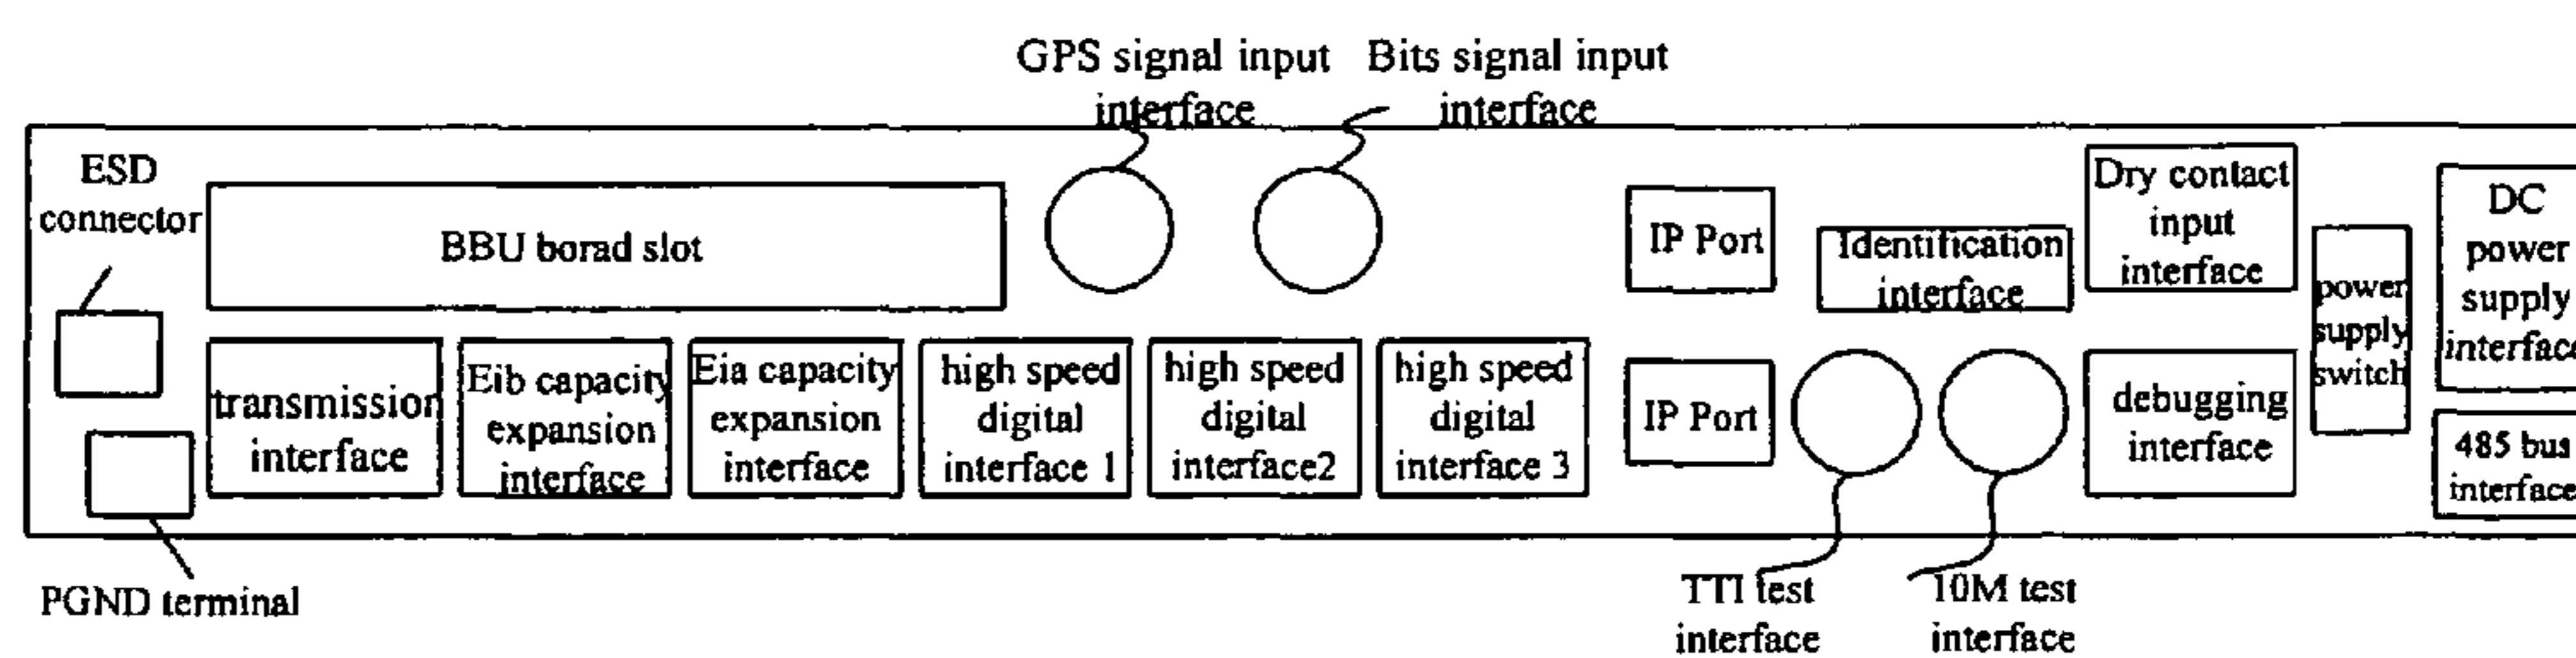 GPS signal input
interface
Bits signal input
interface
ESD
connector
BBU borad slot
IP Port
Identification
interface
Dry contact
input
interface
power
supply
switch
DC
power
supply
interface
transmission
interface
Eib capacity
expansion
interface
Eia capacity
expansion
interface
high speed
digital
interface 1
high speed
digital
interface2
high speed
digital
interface 3
IP Port
debugging
interface
485 bus
interface
PGND terminal
TTI test
interface
10M test
interface